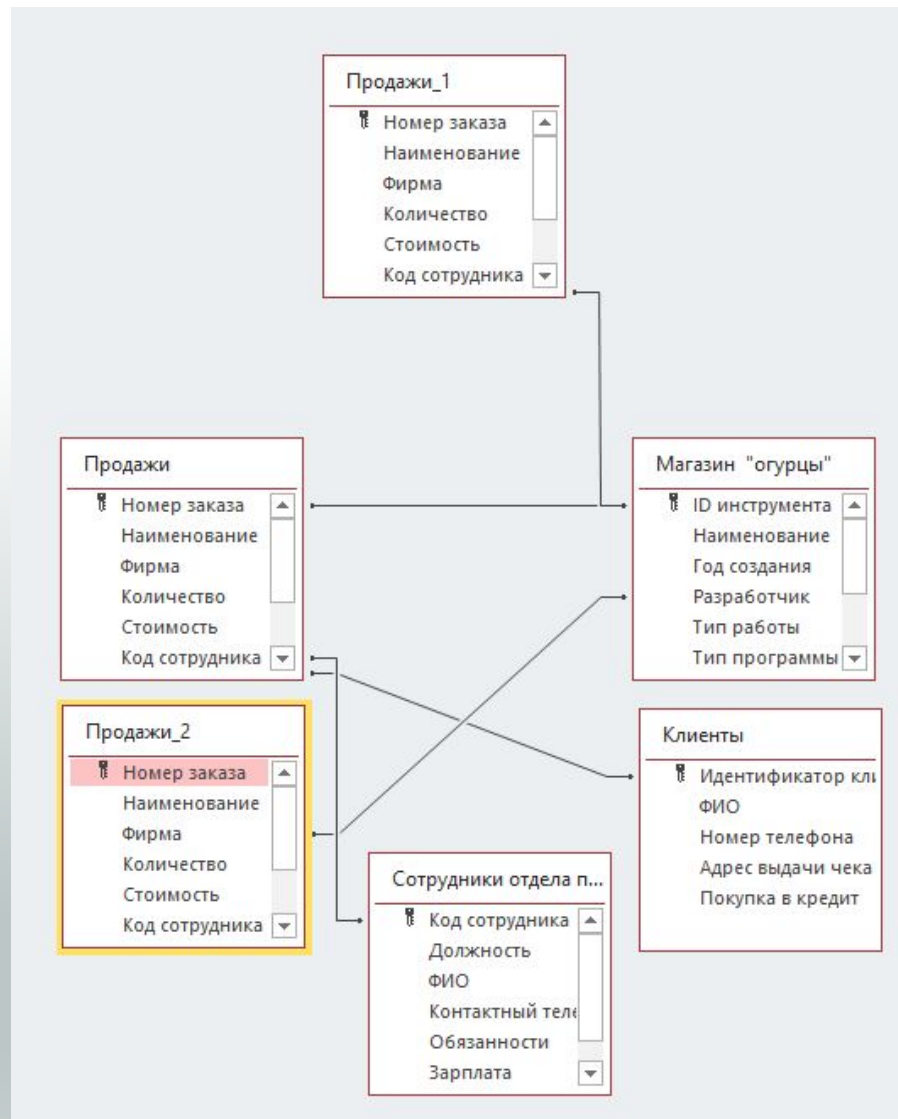 Продажи_1
Номер заказа
Наименование
Фирма
Количество
Стоимость
Код сотрудника
Продажи
Номер заказа
Наименование
Фирма
Количество
Стоимость
Код сотрудника
Магазин "огурцы"
ID инструмента
Наименование
Год создания
Разработчик
Тип работы
Тип программы
Продажи_2
Номер заказа
Наименование
Фирма
Количество
Стоимость
Код сотрудника
Клиенты
Идентификатор кли
ФИО
Номер телефона
Адрес выдачи чека
Покупка в кредит
Сотрудники отдела п...
Код сотрудника
Должность
ФИО
Контактный теле
Обязанности
Зарплата